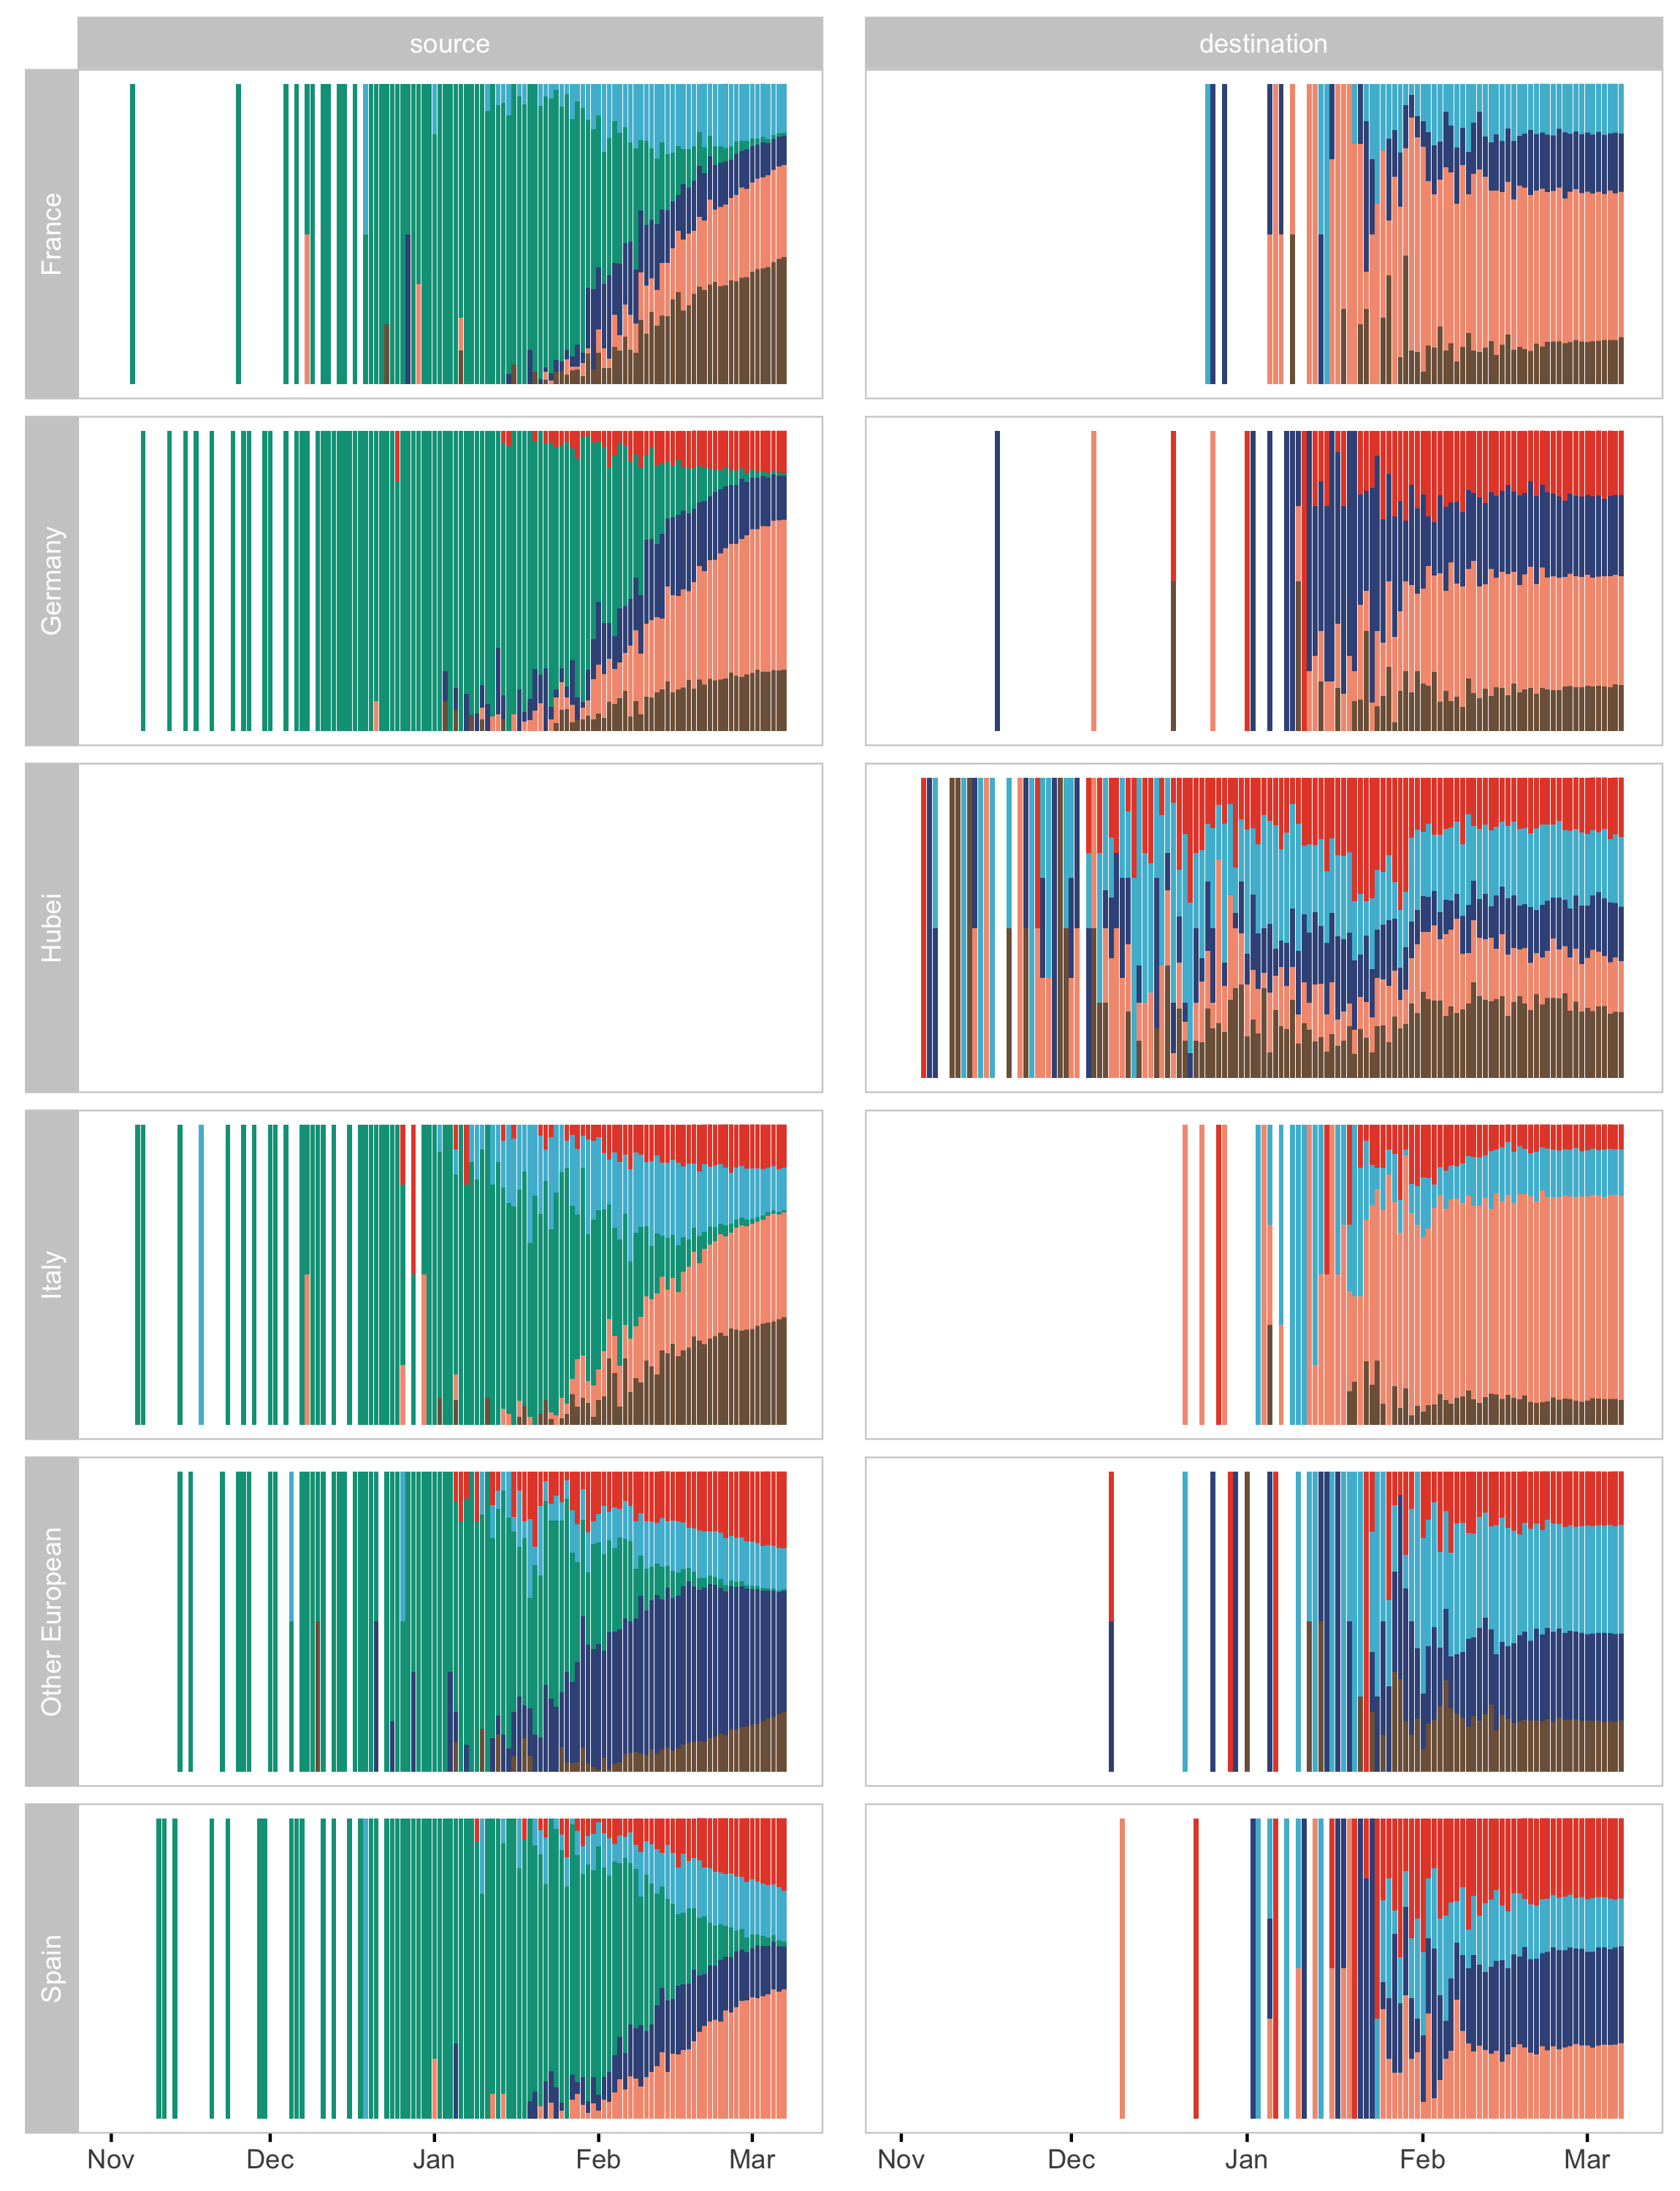 source
destination
France
Germany
Hubei
Italy
Other European
Spain
Nov Dec Jan Feb Mar
Nov Dec Jan Feb Mar